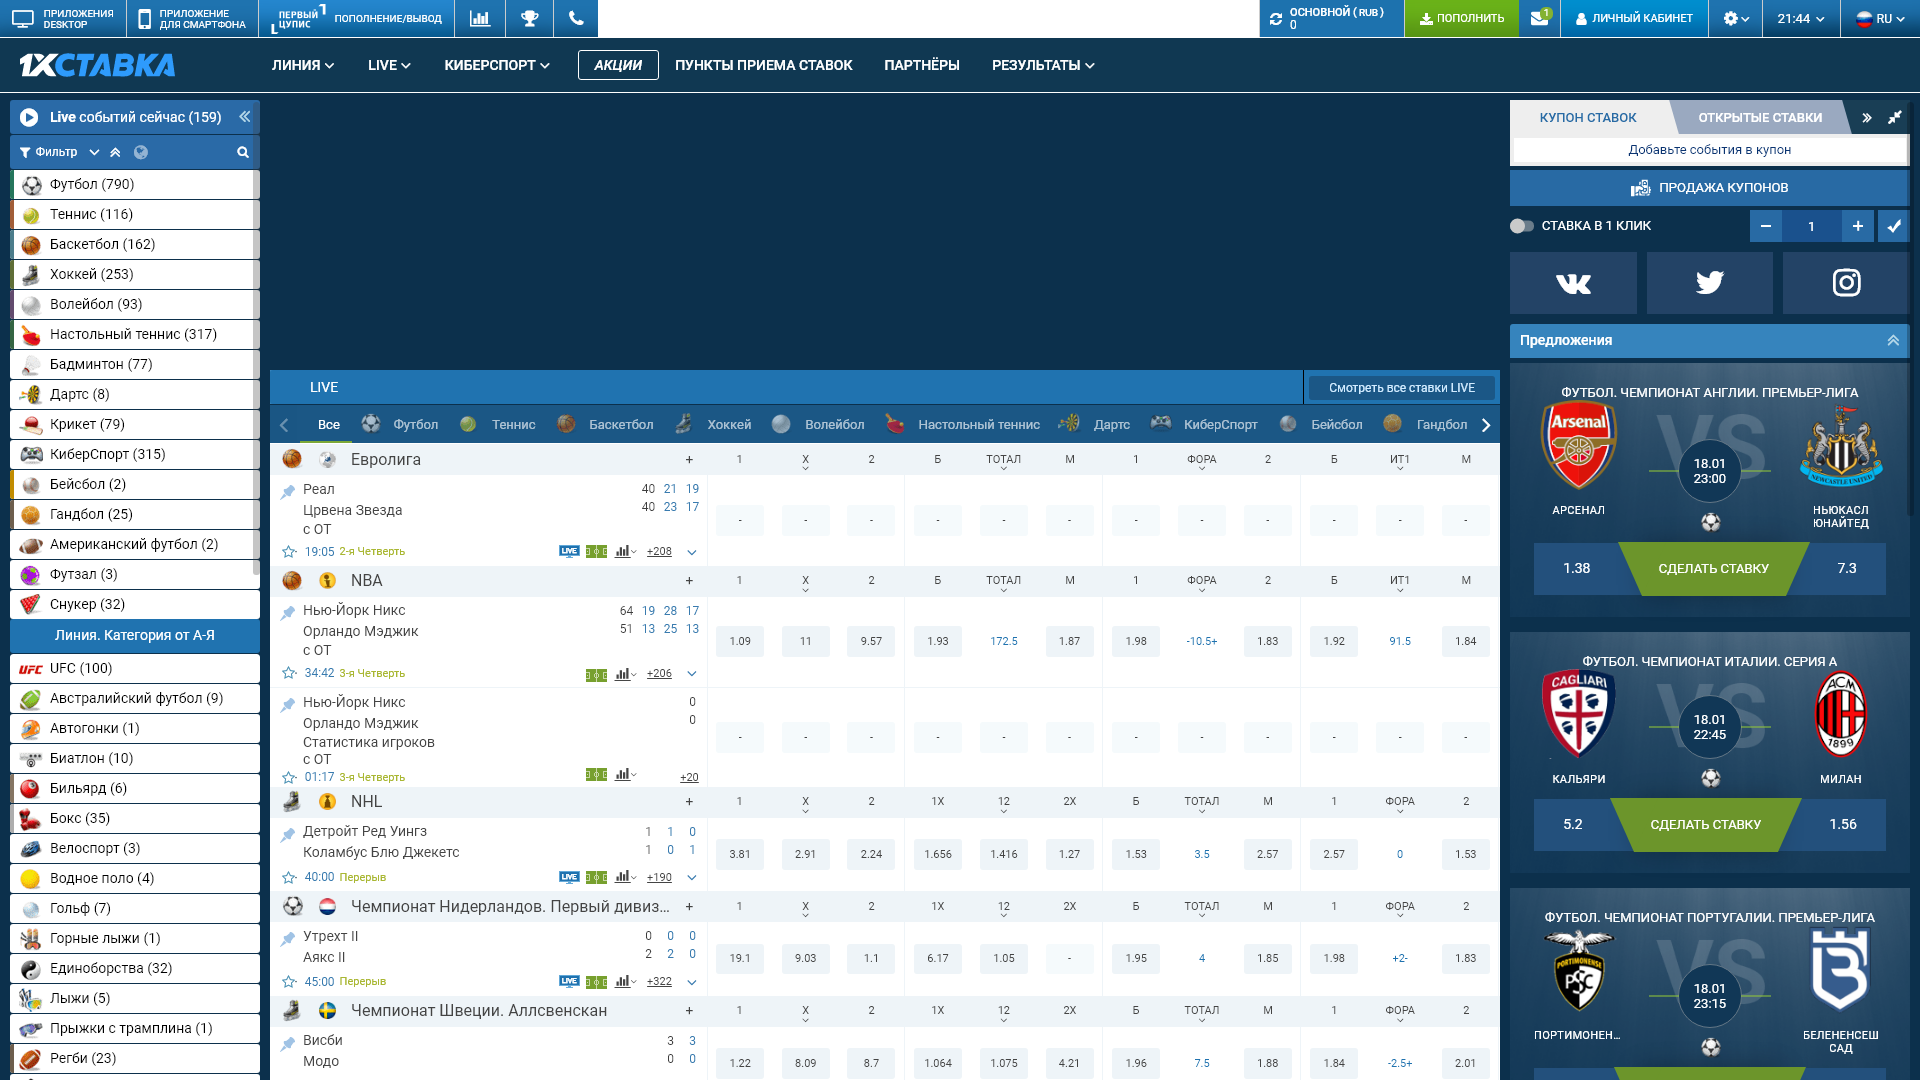 ПРИЛОЖЕНИЯ
DESKTOP
ПРИЛОЖЕНИЕ
ДЛЯ СМАРТФОНА
ПЕРВЫЙ
ЦУПИС
ПОПОЛНЕНИЕ/ВЫВОД
ОСНОВНОЙ ( RUB )
0
ПОПОЛНИТЬ
1
ЛИЧНЫЙ КАБИНЕТ
21:44
RU
1XСТАВКА
ЛИНИЯ
LIVE
КИБЕРСПОРТ
АКЦИИ
ПУНКТЫ ПРИЕМА СТАВОК
ПАРТНЁРЫ
РЕЗУЛЬТАТЫ
Live событий сейчас (159)
Фильтр
Футбол (790)
Теннис (116)
Баскетбол (162)
Хоккей (253)
Волейбол (93)
Настольный теннис (317)
Бадминтон (77)
Дартс (8)
Крикет (79)
КиберСпорт (315)
Бейсбол (2)
Гандбол (25)
Американский футбол (2)
Футзал (3)
Снукер (32)
Линия. Категория от А-Я
UFC UFC (100)
Австралийский футбол (9)
Автогонки (1)
Биатлон (10)
Бильярд (6)
Бокс (35)
Велоспорт (3)
Водное поло (4)
Гольф (7)
Горные лыжи (1)
Единоборства (32)
Лыжи (5)
Прыжки с трамплина (1)
Регби (23)
LIVE
Смотреть все ставки LIVE
Все Футбол Теннис Баскетбол Хоккей Волейбол Настольный теннис Дартс КиберСпорт Бейсбол Гандбол
Евролига + 1 X 2 Б ТОТАЛ М 1 ФОРА 2 Б ИТ1 М
Реал 40 21 19
Црвена Звезда 40 23 17
с ОТ
- - - - - - - - - - - -
19:05 2-я Четверть LIVE +208
NBA + 1 X 2 Б ТОТАЛ М 1 ФОРА 2 Б ИТ1 М
Нью-Йорк Никс 64 19 28 17
Орландо Мэджик 51 13 25 13
с ОТ
1.09 11 9.57 1.93 172.5 1.87 1.98 -10.5+ 1.83 1.92 91.5 1.84
34:42 3-я Четверть +206
Нью-Йорк Никс 0
Орландо Мэджик 0
Статистика игроков
с ОТ
- - - - - - - - - - - -
01:17 3-я Четверть +20
NHL + 1 X 2 1X 12 2X Б ТОТАЛ М 1 ФОРА 2
Детройт Ред Уингз 1 1 0
Коламбус Блю Джекетс 1 0 1
3.81 2.91 2.24 1.656 1.416 1.27 1.53 3.5 2.57 2.57 0 1.53
40:00 Перерыв LIVE +190
Чемпионат Нидерландов. Первый дивиз... + 1 X 2 1X 12 2X Б ТОТАЛ М 1 ФОРА 2
Утрехт II 0 0 0
Аякс II 2 2 0
19.1 9.03 1.1 6.17 1.05 - 1.95 4 1.85 1.98 +2- 1.83
45:00 Перерыв LIVE +322
Чемпионат Швеции. Аллсвенскан + 1 X 2 1X 12 2X Б ТОТАЛ М 1 ФОРА 2
Висби 3 3
Модо 0 0
1.22 8.09 8.7 1.064 1.075 4.21 1.96 7.5 1.88 1.84 -2.5+ 2.01
КУПОН СТАВОК
ОТКРЫТЫЕ СТАВКИ
Добавьте события в купон
ПРОДАЖА КУПОНОВ
СТАВКА В 1 КЛИК
1
Предложения
ФУТБОЛ. ЧЕМПИОНАТ АНГЛИИ. ПРЕМЬЕР-ЛИГА
VS
Arsenal
NEWCASTLE UNITED
18.01
23:00
АРСЕНАЛ
НЬЮКАСЛ
ЮНАЙТЕД
1.38
СДЕЛАТЬ СТАВКУ
7.3
ФУТБОЛ. ЧЕМПИОНАТ ИТАЛИИ. СЕРИЯ А
VS
CAGLIARI
ACM
1899
18.01
22:45
КАЛЬЯРИ
МИЛАН
5.2
СДЕЛАТЬ СТАВКУ
1.56
ФУТБОЛ. ЧЕМПИОНАТ ПОРТУГАЛИИ. ПРЕМЬЕР-ЛИГА
VS
PORTIMONENSE
PSC
B
18.01
23:15
ПОРТИМОНЕН...
БЕЛЕНЕНСЕШ
САД